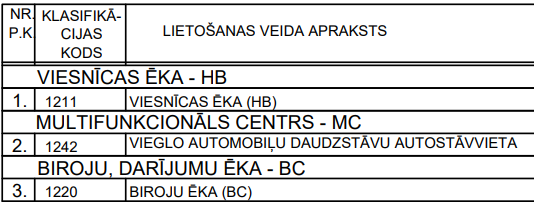 NR. P.K.
KLASIFIKĀ-
CIJAS
KODS
LIETOŠANAS VEIDA APRAKSTS
VIESNĪCAS ĒKA - HB
1. 1211 VIESNĪCAS ĒKA (HB)
MULTIFUNKCIONĀLS CENTRS - MC
2. 1242 VIEGLO AUTOMOBIĻU DAUDZSTĀVU AUTOSTĀVVIETA
BIROJU, DARĪJUMU ĒKA - BC
3. 1220 BIROJU ĒKA (BC)